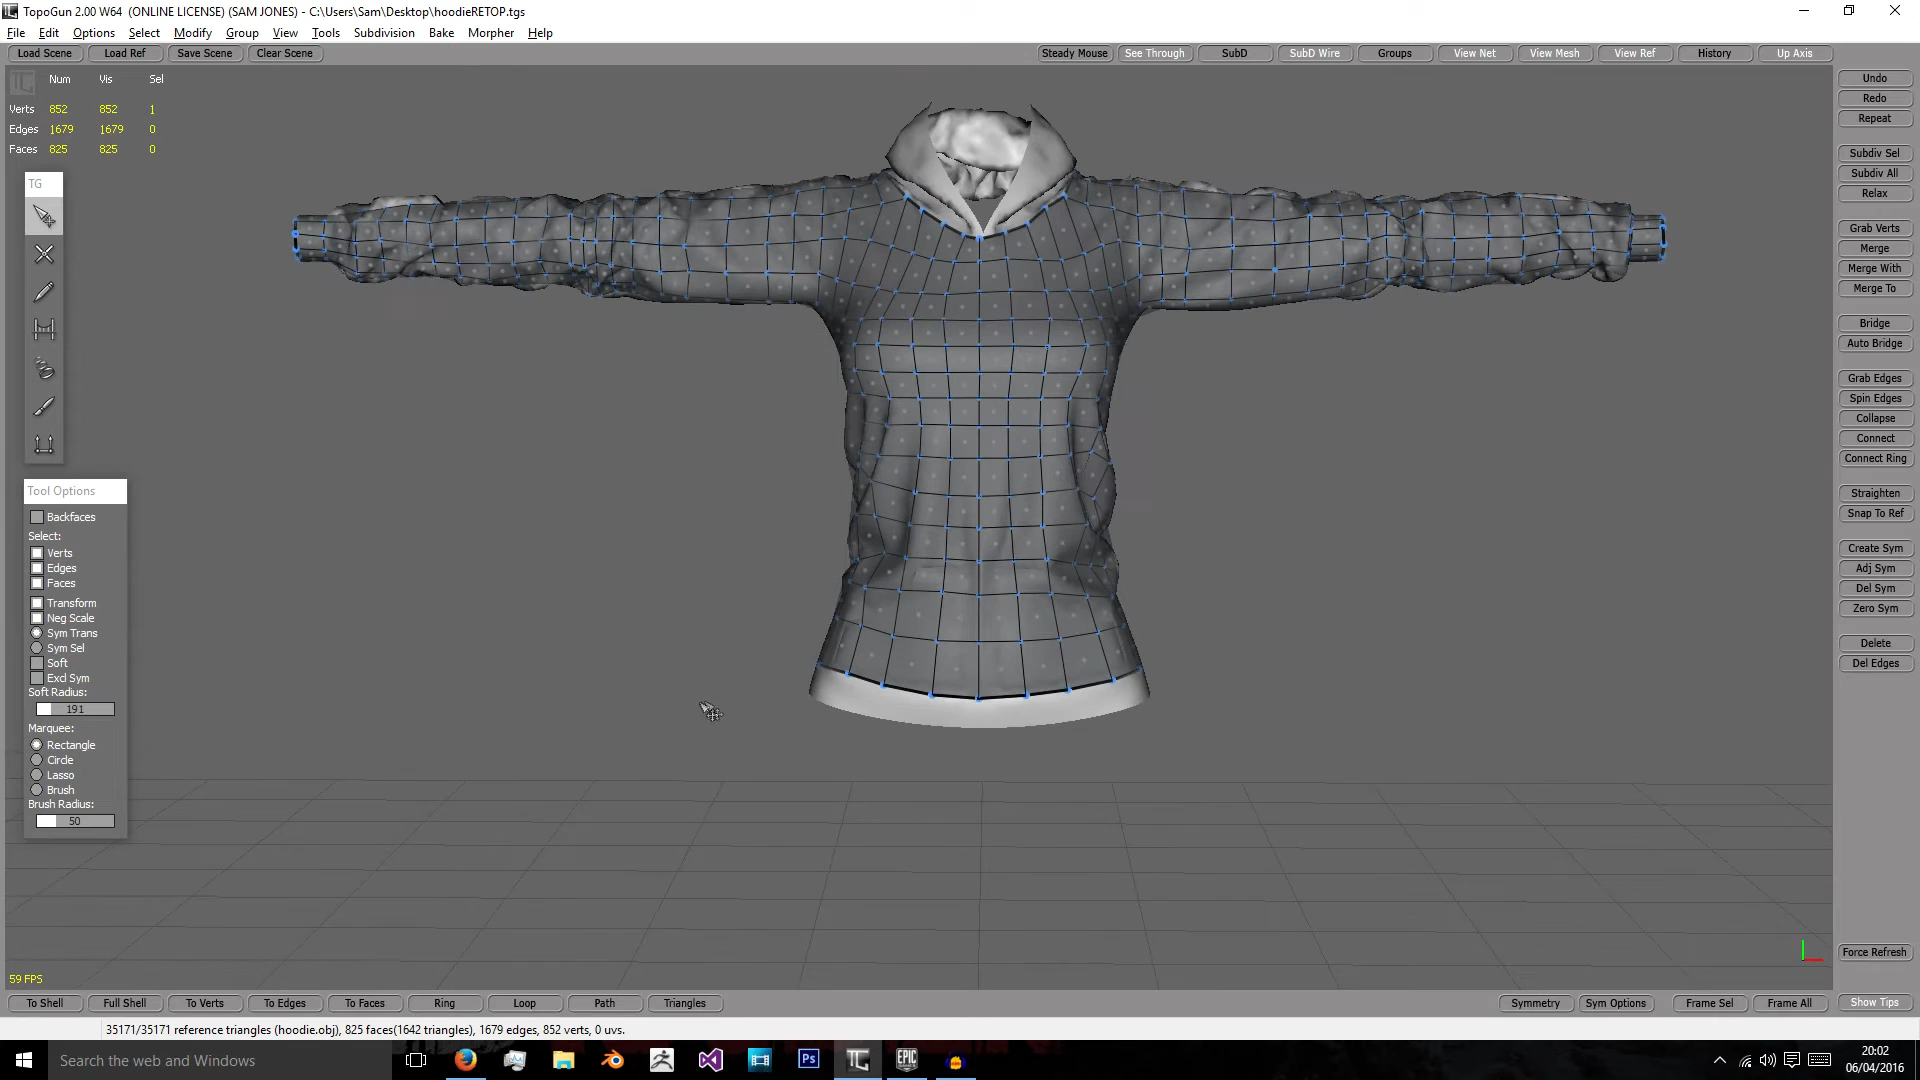 TopoGun 2.00 W64 (ONLINE LICENSE) (SAM JONES) - C:\Users\Sam\Desktop\hoodieRETOP.tgs
File Edit Options Select Modify Group View Tools Subdivision Bake Morpher Help
Load Scene Load Ref Save Scene Clear Scene Steady Mouse See Through SubD SubD Wire Groups View Net View Mesh View Ref History Up Axis
Num Vis Sel
Verts 852 852 1
Edges 1679 1679 0
Faces 825 825 0
TG
Tool Options
Backfaces
Select:
Verts
Edges
Faces
Transform
Neg Scale
Sym Trans
Sym Sel
Soft
Excl Sym
Soft Radius:
191
Marquee:
Rectangle
Circle
Lasso
Brush
Brush Radius:
50
59 FPS
Undo
Redo
Repeat
Subdiv Sel
Subdiv All
Relax
Grab Verts
Merge
Merge With
Merge To
Bridge
Auto Bridge
Grab Edges
Spin Edges
Collapse
Connect
Connect Ring
Straighten
Snap To Ref
Create Sym
Adj Sym
Del Sym
Zero Sym
Delete
Del Edges
Force Refresh
Show Tips
To Shell Full Shell To Verts To Edges To Faces Ring Loop Path Triangles Symmetry Sym Options Frame Sel Frame All
35171/35171 reference triangles (hoodie.obj), 825 faces(1642 triangles), 1679 edges, 852 verts, 0 uvs.
Search the web and Windows
Ps
EPIC
20:02
06/04/2016